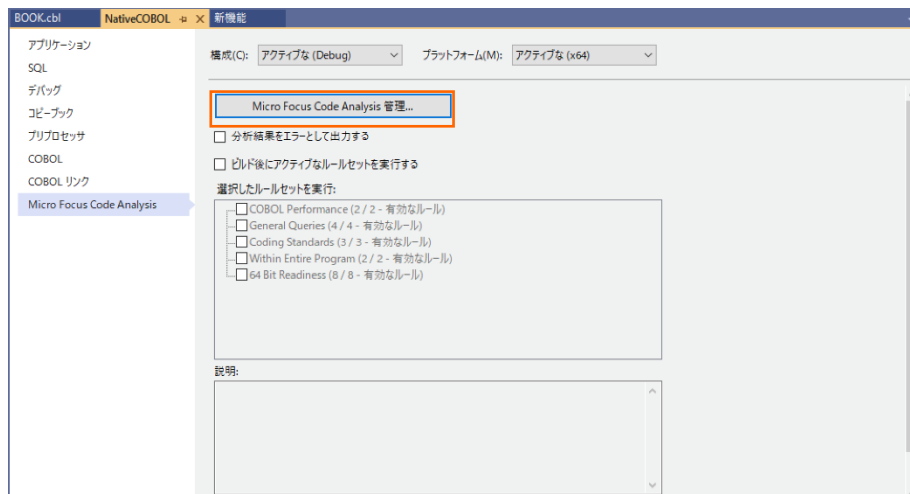 BOOK.cbl NativeCOBOL 新機能
アプリケーション
SQL
デバッグ
コピーブック
プリプロセッサ
COBOL
COBOL リンク
Micro Focus Code Analysis
構成(C): アクティブな (Debug) プラットフォーム(M): アクティブな (x64)
Micro Focus Code Analysis 管理...
分析結果をエラーとして出力する
ビルド後にアクティブなルールセットを実行する
選択したルールセットを実行:
COBOL Performance (2 / 2 - 有効なルール)
General Queries (4 / 4 - 有効なルール)
Coding Standards (3 / 3 - 有効なルール)
Within Entire Program (2 / 2 - 有効なルール)
64 Bit Readiness (8 / 8 - 有効なルール)
説明: